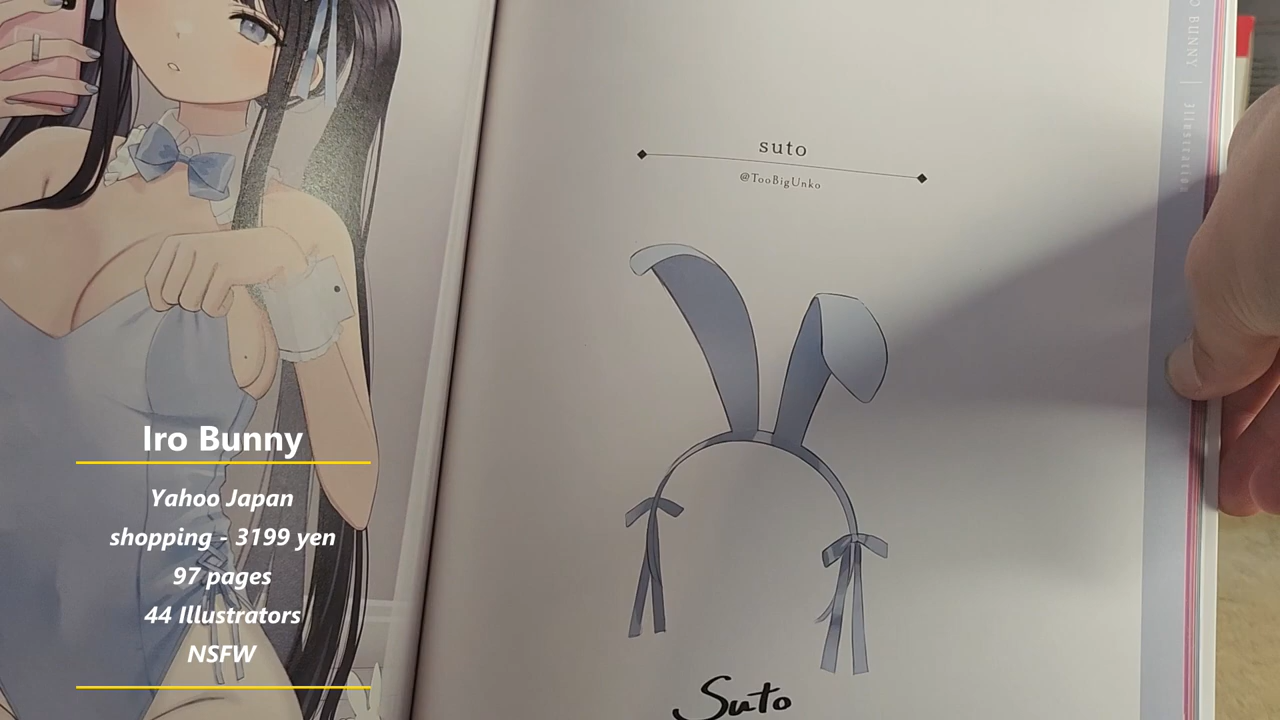 suto
@TooBigUnko
Suto
O BUNNY | Illustration
Iro Bunny
Yahoo Japan
shopping - 3199 yen
97 pages
44 Illustrators
NSFW